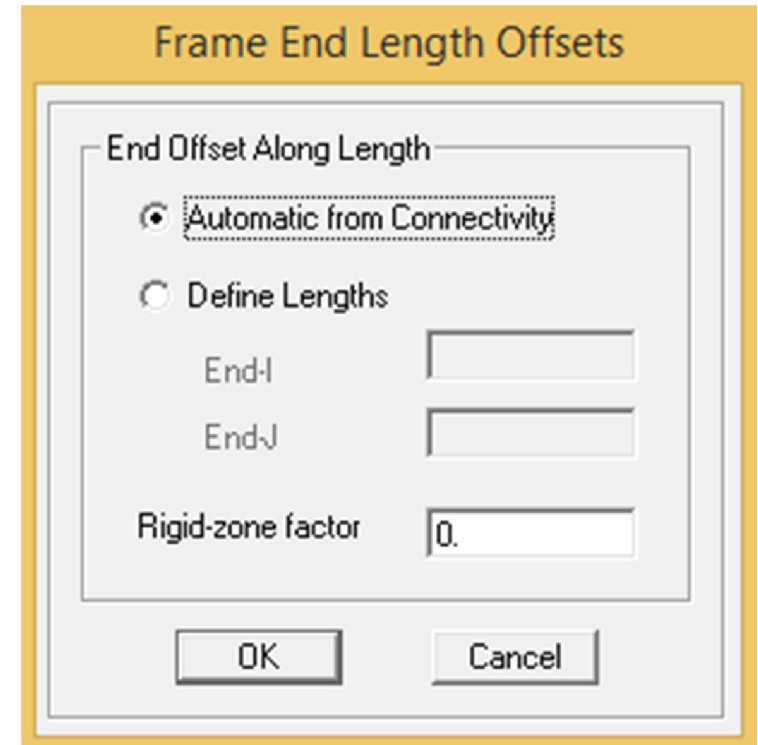 Frame End Length Offsets
End Offset Along Length
Automatic from Connectivity
Define Lengths
End-I
End-J
Rigid-zone factor
0.
OK Cancel